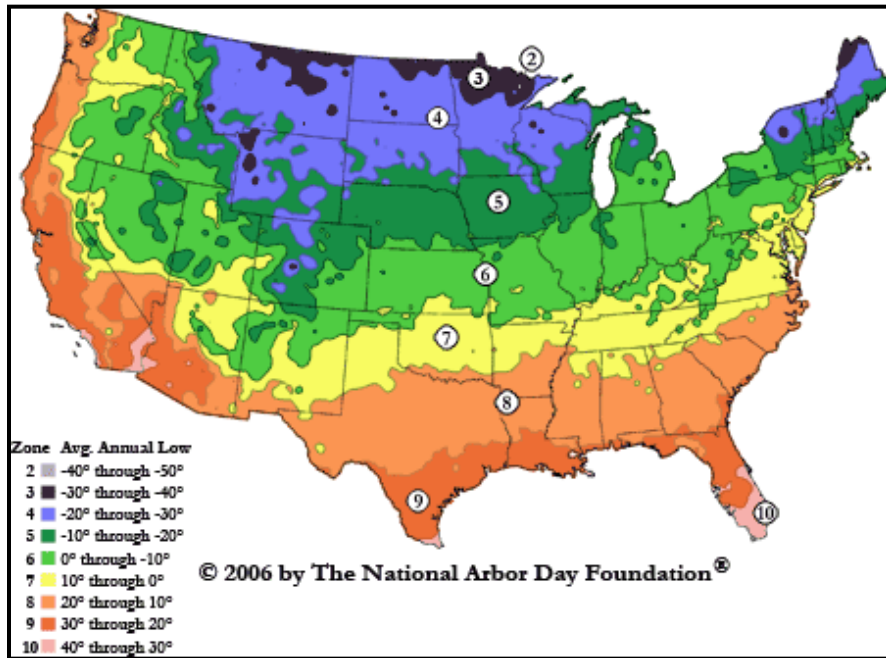 2
3
4
5
6
7
8
9
10
Zone Avg. Annual Low
2 -40° through -50°
3 -30° through -40°
4 -20° through -30°
5 -10° through -20°
6 0° through -10°
7 10° through 0°
8 20° through 10°
9 30° through 20°
10 40° through 30°
© 2006 by The National Arbor Day Foundation®